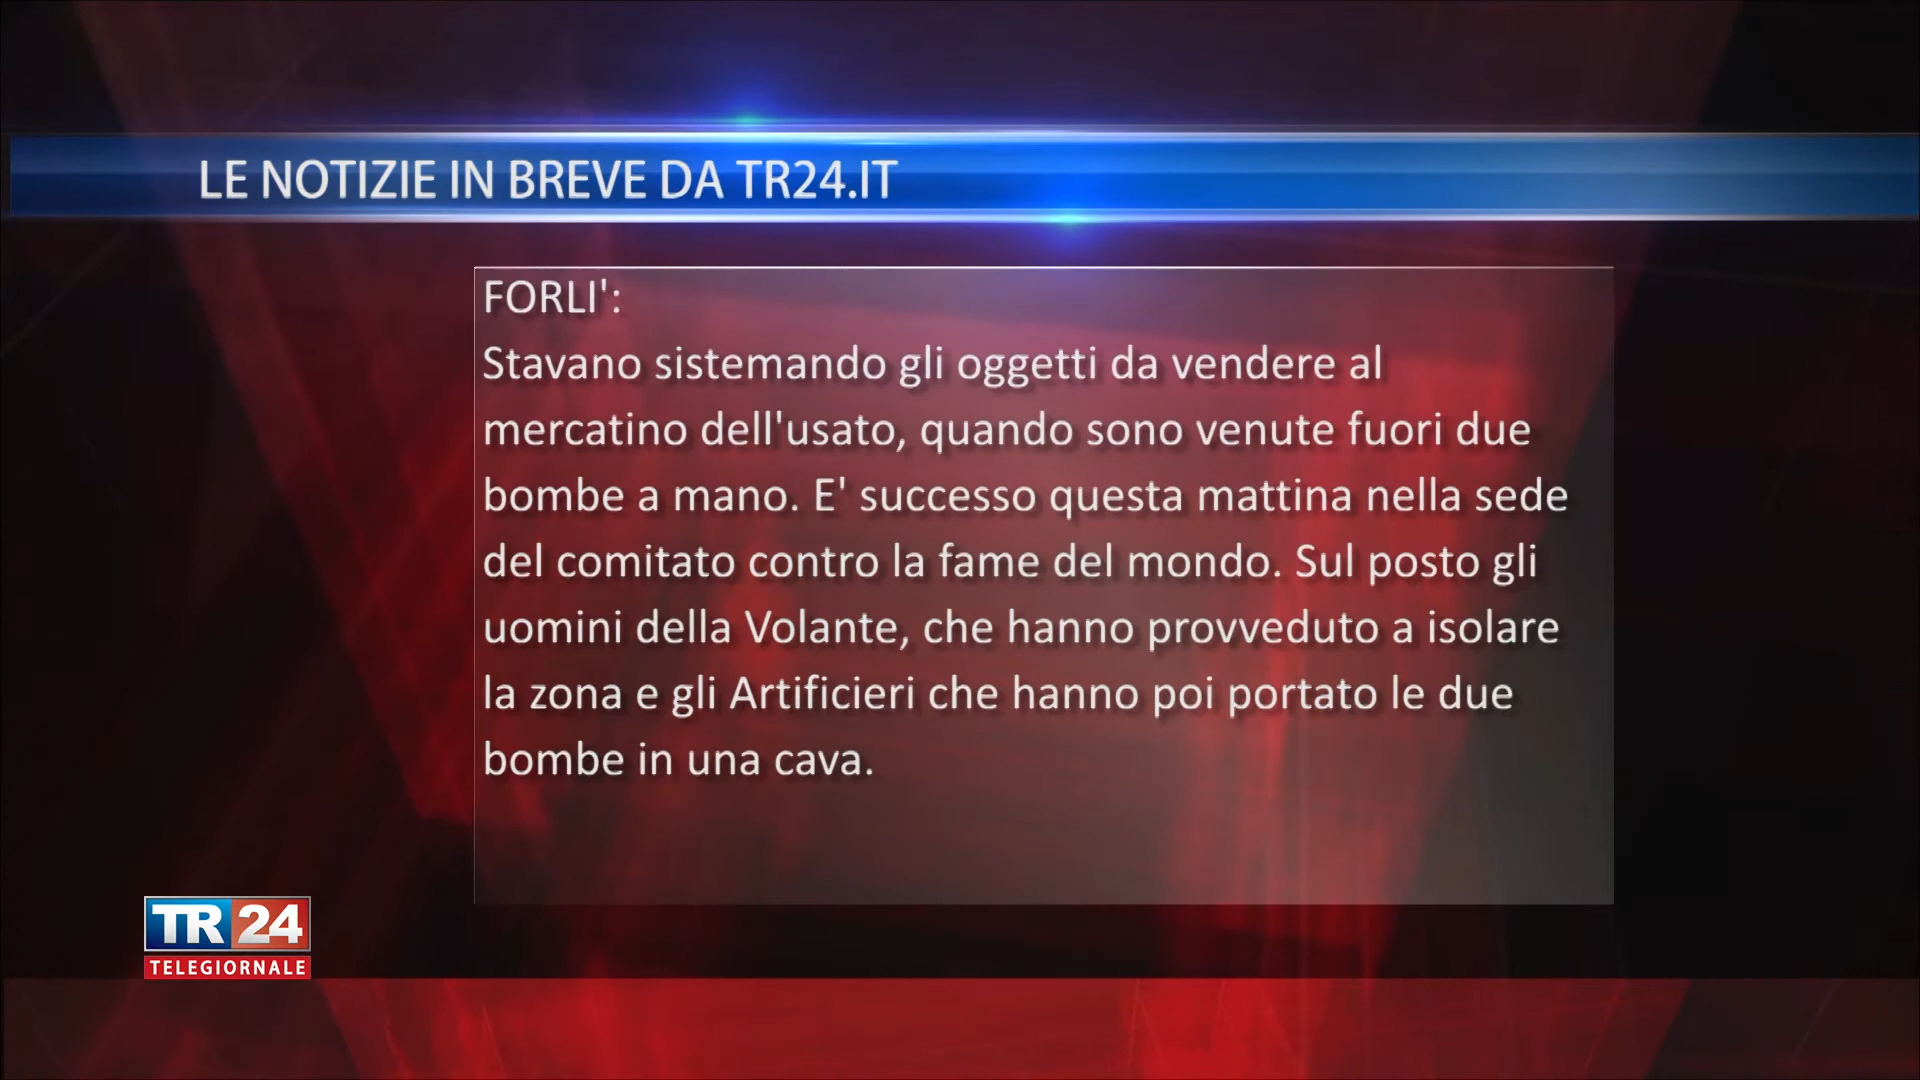 LE NOTIZIE IN BREVE DA TR24.IT
FORLI':
Stavano sistemando gli oggetti da vendere al
mercatino dell'usato, quando sono venute fuori due
bombe a mano. E' successo questa mattina nella sede
del comitato contro la fame del mondo. Sul posto gli
uomini della Volante, che hanno provveduto a isolare
la zona e gli Artificieri che hanno poi portato le due
bombe in una cava.
TR 24
TELEGIORNALE